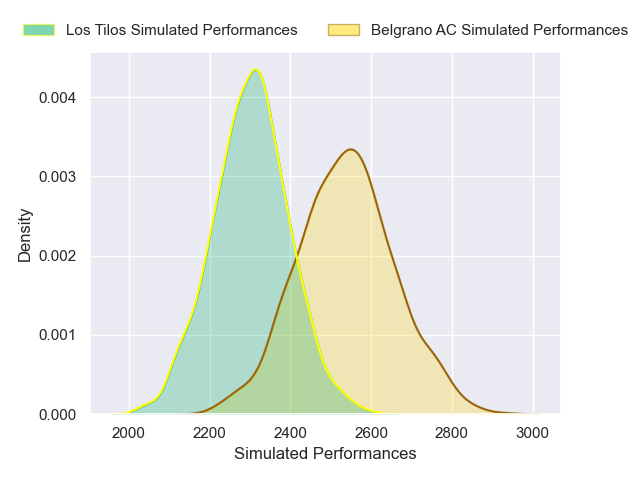 Los Tilos Simulated Performances
Belgrano AC Simulated Performances
0.004
0.003
0.002
0.001
0.000
Density
2000 2200 2400 2600 2800 3000
Simulated Performances